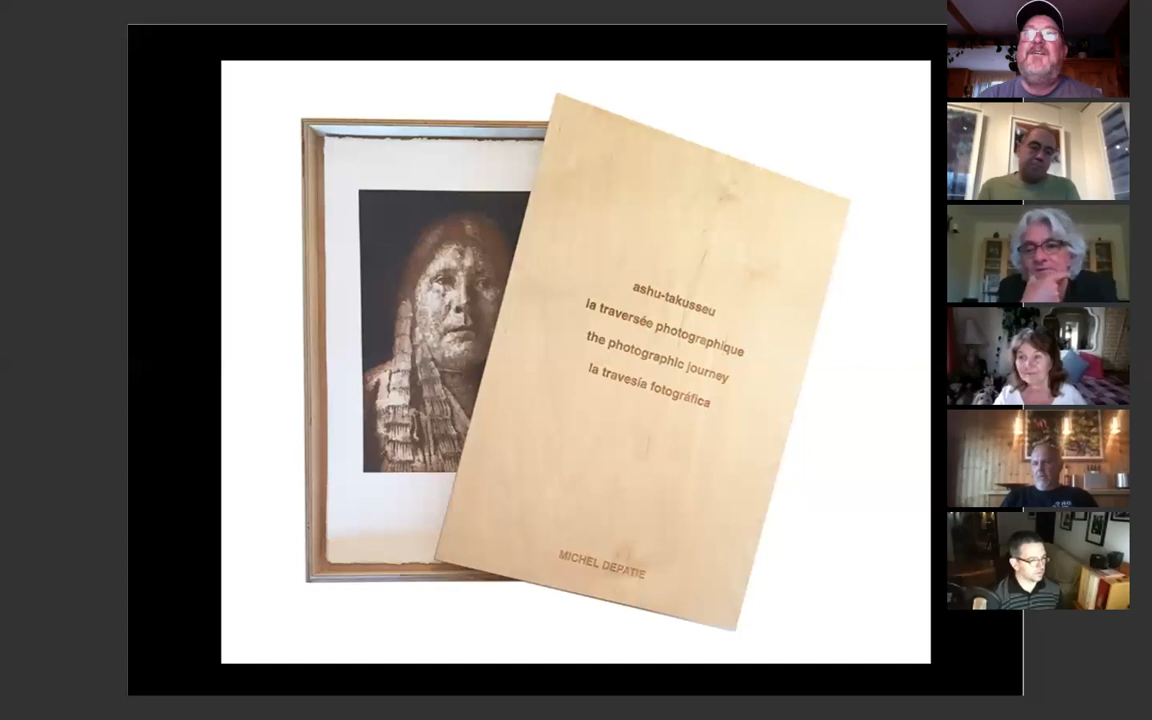 ashu-takusseu
la traversée photographique
the photographic journey
la travesía fotográfica
MICHEL DEPATIE